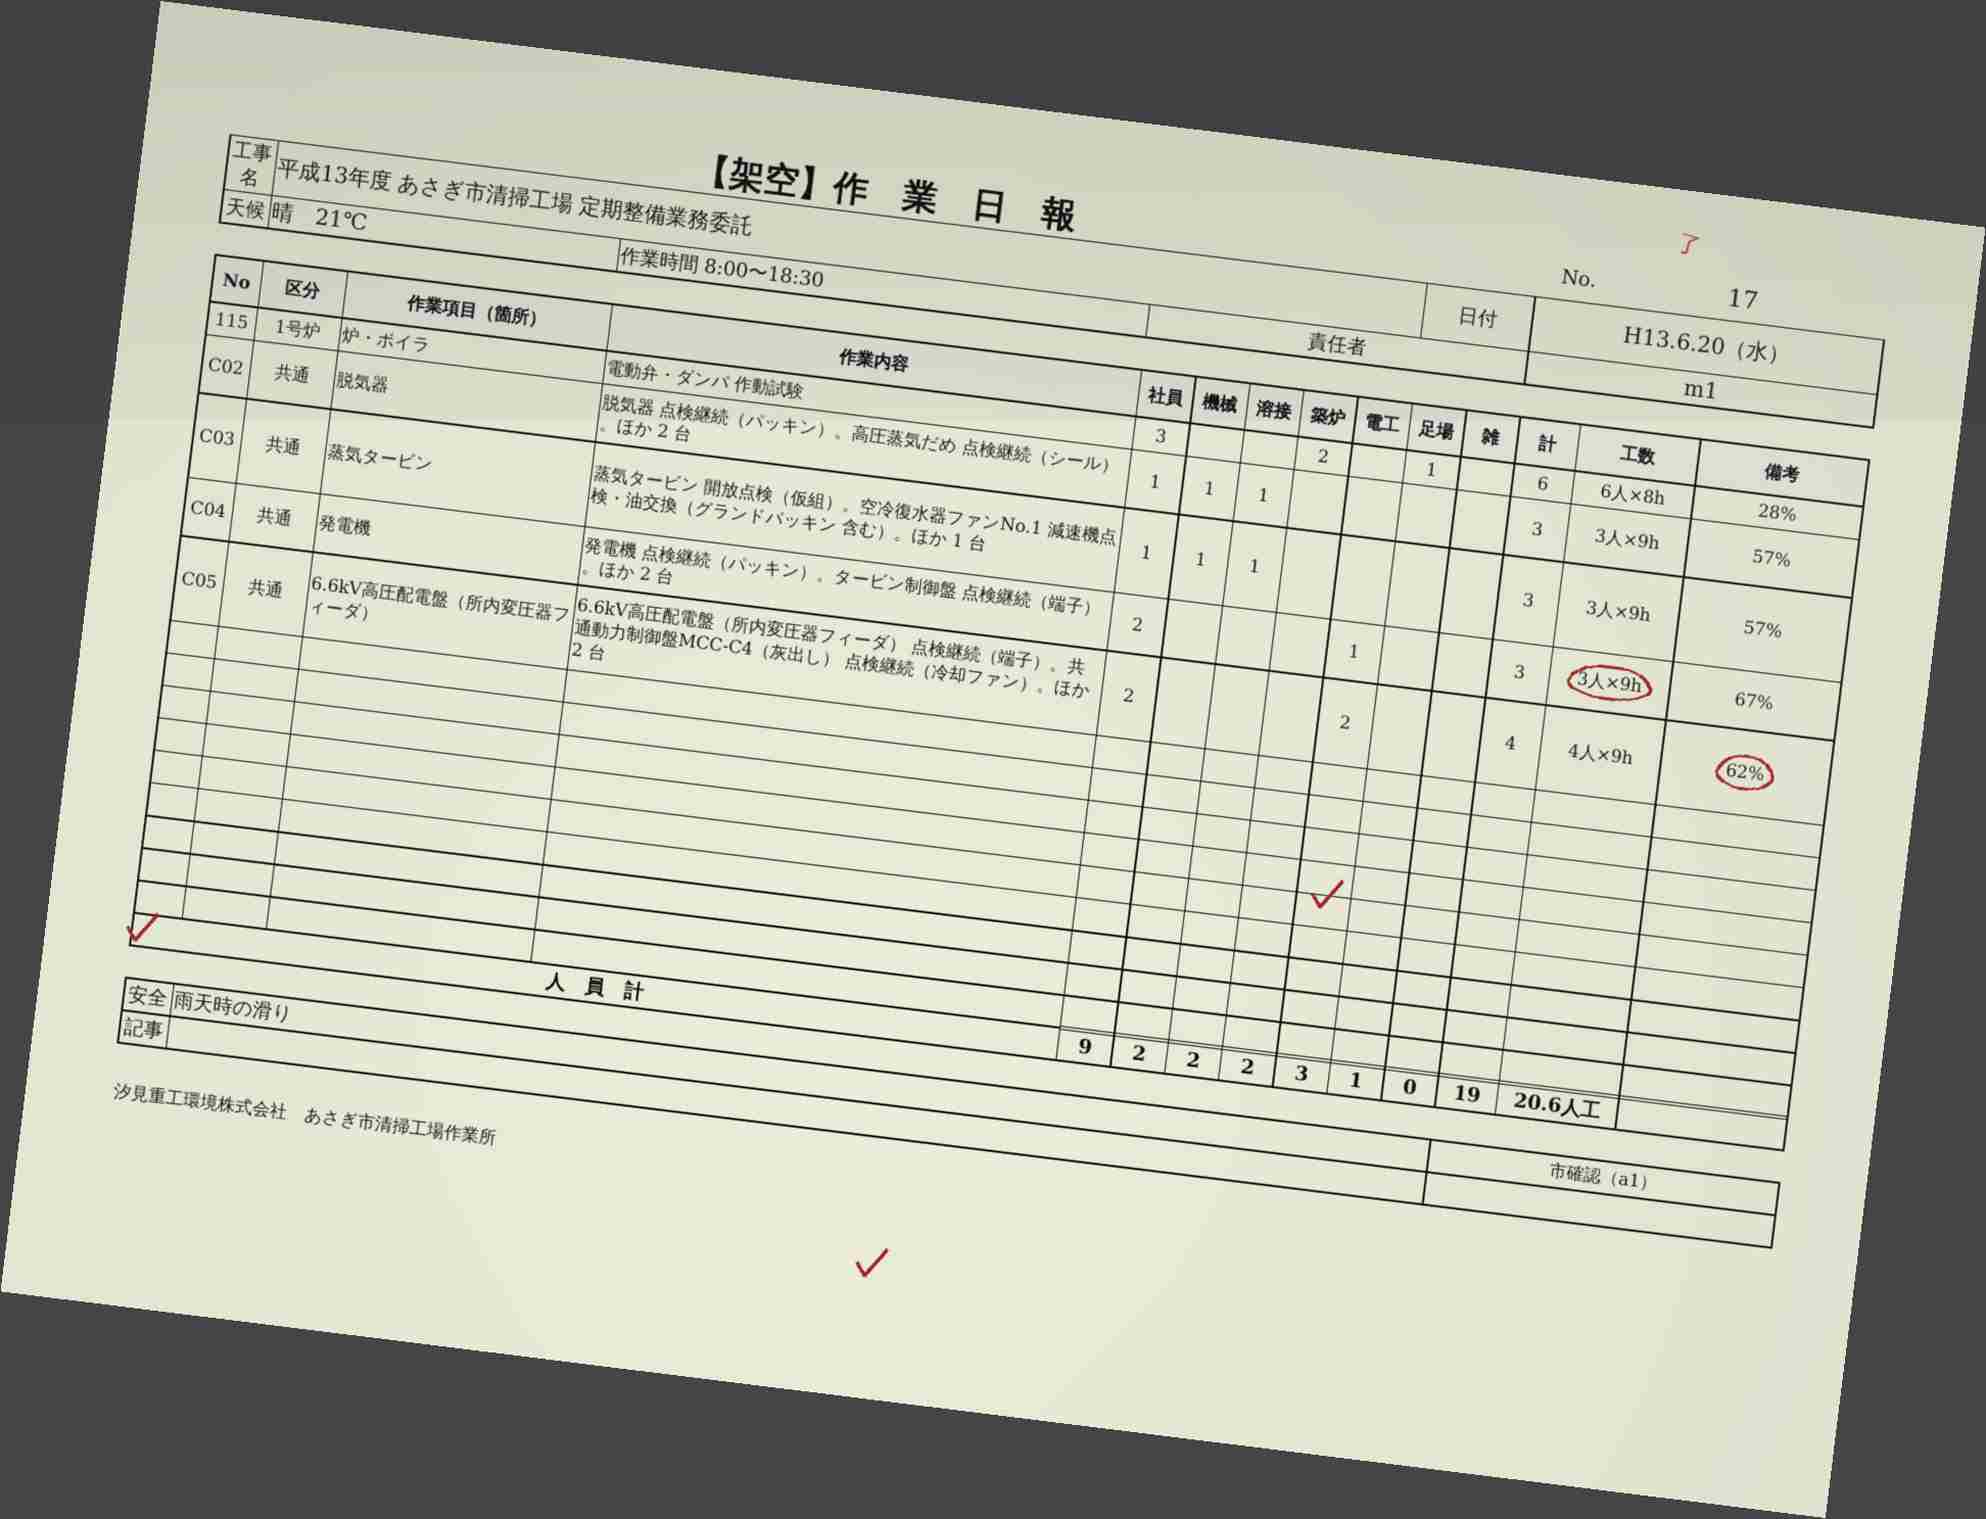 【架空】作 業 日 報
了
No. 17
工事名 平成13年度 あさぎ市清掃工場 定期整備業務委託 日付 H13.6.20（水）
天候 晴 21℃ 作業時間 8:00〜18:30 責任者 m1
No 区分 作業項目（箇所） 作業内容 社員 機械 溶接 築炉 電工 足場 雑 計 工数 備考
115 1号炉 炉・ボイラ 電動弁・ダンパ 作動試験 3 2 1 6 6人×8h 28%
C02 共通 脱気器 脱気器 点検継続（パッキン）。高圧蒸気だめ 点検継続（シール）
。ほか 2 台 1 1 1 3 3人×9h 57%
C03 共通 蒸気タービン 蒸気タービン 開放点検（仮組）。空冷復水器ファンNo.1 減速機点
検・油交換（グランドパッキン 含む）。ほか 1 台 1 1 1 3 3人×9h 57%
C04 共通 発電機 発電機 点検継続（パッキン）。タービン制御盤 点検継続（端子）
。ほか 2 台 2 1 3 3人×9h 67%
C05 共通 6.6kV高圧配電盤（所内変圧器フ
ィーダ） 6.6kV高圧配電盤（所内変圧器フィーダ） 点検継続（端子）。共
通動力制御盤MCC-C4（灰出し） 点検継続（冷却ファン）。ほか
2 台 2 2 4 4人×9h 62%
人 員 計 9 2 2 2 3 1 0 19 20.6人工
安全 雨天時の滑り 市確認（a1）
記事
汐見重工環境株式会社 あさぎ市清掃工場作業所